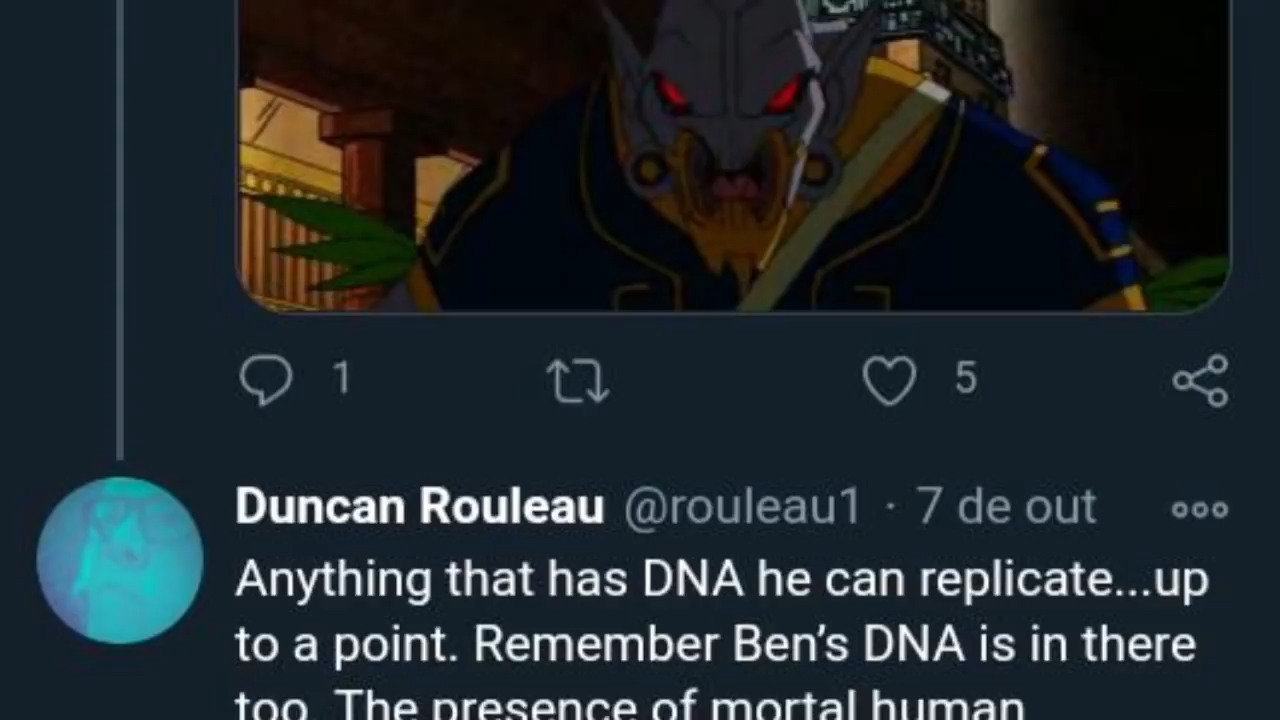 1
5
Duncan Rouleau @rouleau1 · 7 de out
Anything that has DNA he can replicate...up
to a point. Remember Ben’s DNA is in there
too. The presence of mortal human